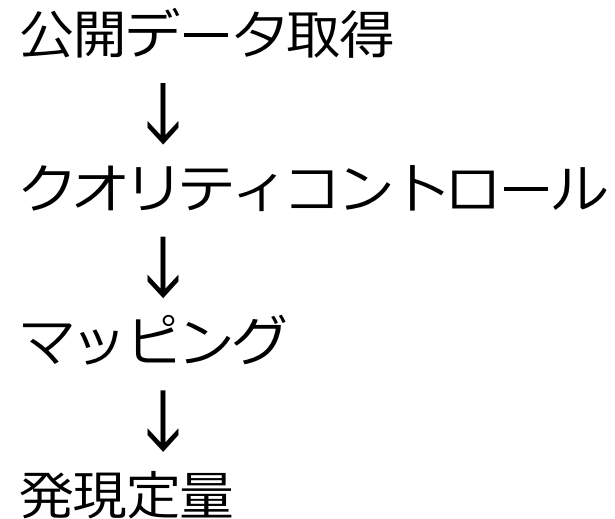 公開データ取得
↓
クオリティコントロール
↓
マッピング
↓
発現定量